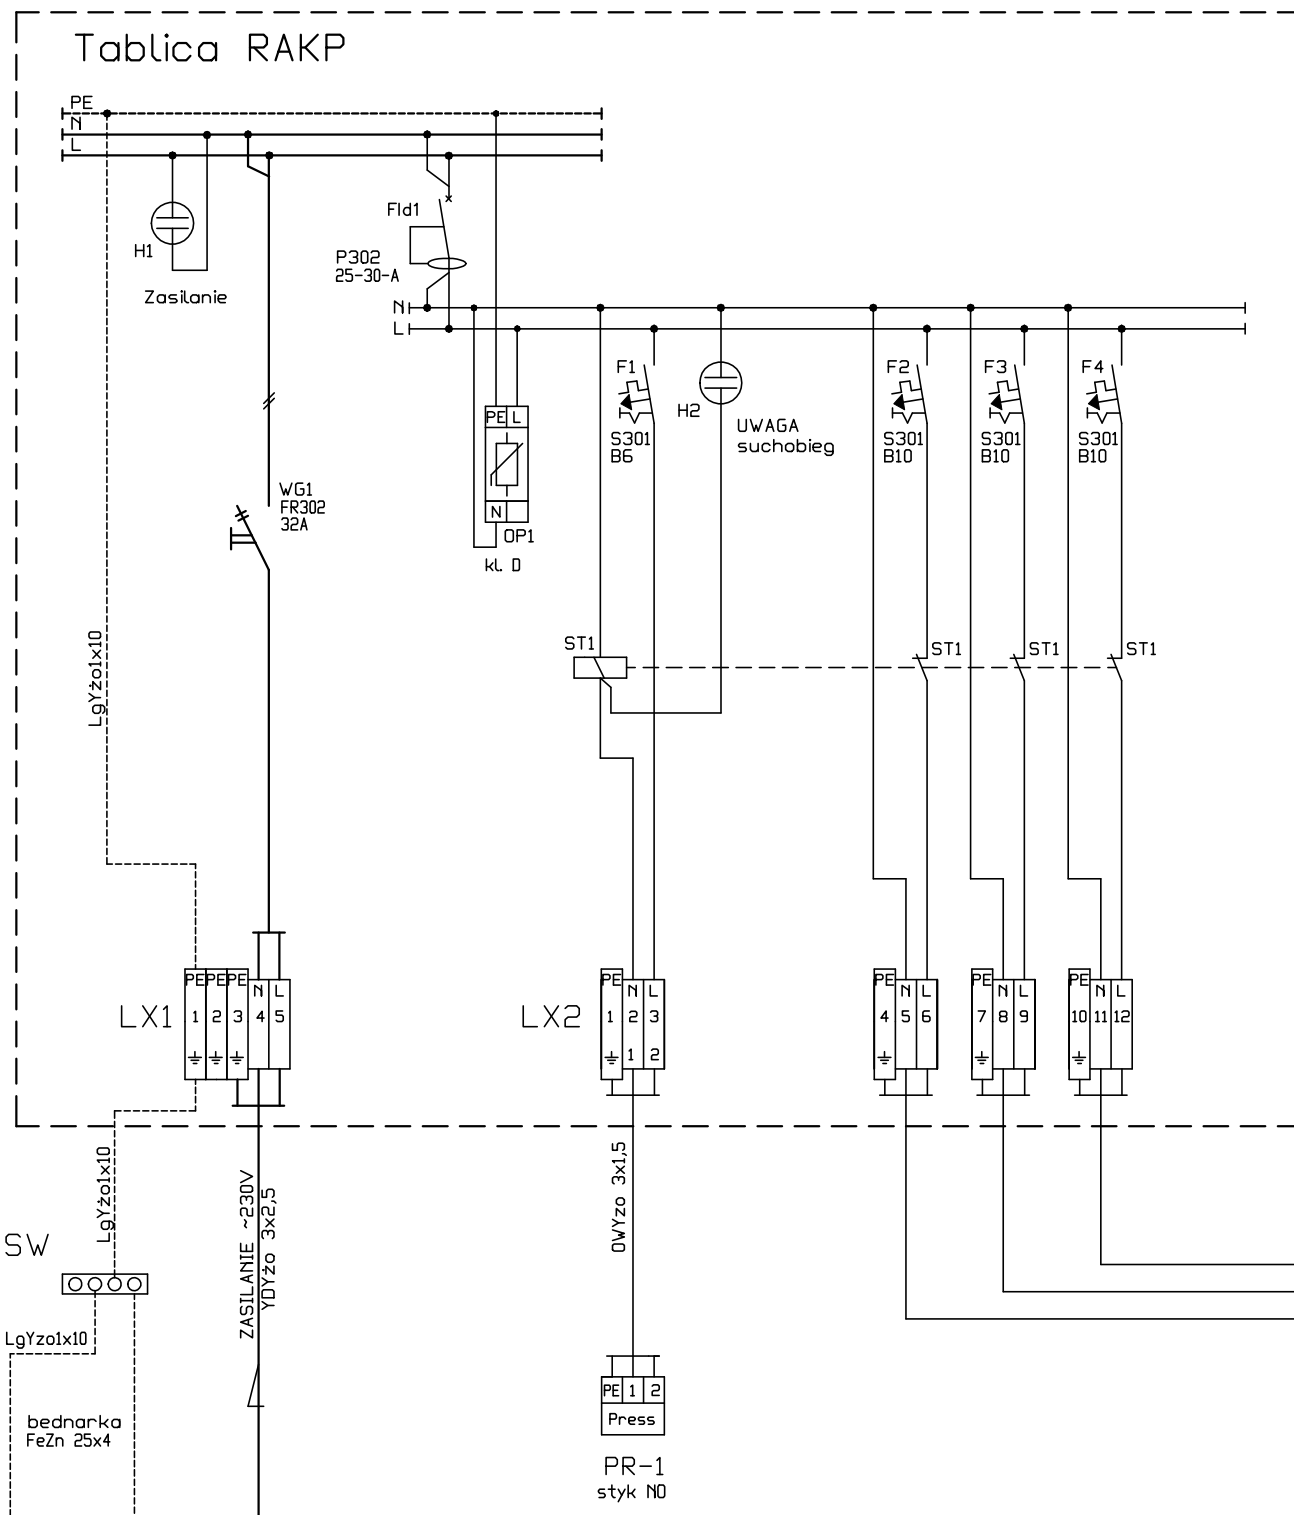 Tablica RAKP
PE
N
L
H1
Zasilanie
FId1
P302
25-30-A
N
L
F1
S301
B6
H2
UWAGA
suchobieg
F2
S301
B10
F3
S301
B10
F4
S301
B10
PE L
N
OP1
kl. D
WG1
FR302
32A
LgYżo1x10
ST1
ST1
ST1
ST1
LX1
PE PE PE N L
1 2 3 4 5
LX2
PE N L
1 2 3
1 2
PE N L
4 5 6
PE N L
7 8 9
PE N L
10 11 12
LgYżo1x10
ZASILANIE ~230V
YDYżo 3x2,5
OWYzo 3x1,5
SW
LgYzo1x10
bednarka
FeZn 25x4
PE 1 2
Press
PR-1
styk NO